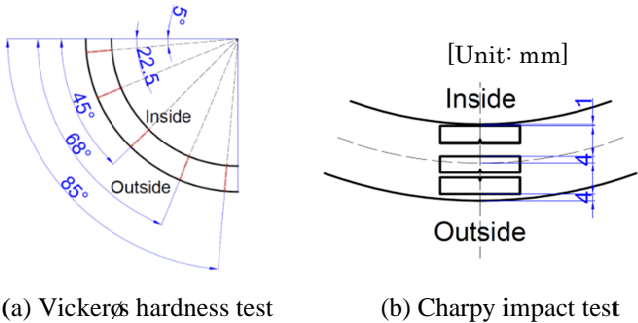 5°
22.5
45°
68°
85°
Inside
Outside
[Unit: mm]
Inside
1
4
4
Outside
(a) Vickerøs hardness test
(b) Charpy impact test